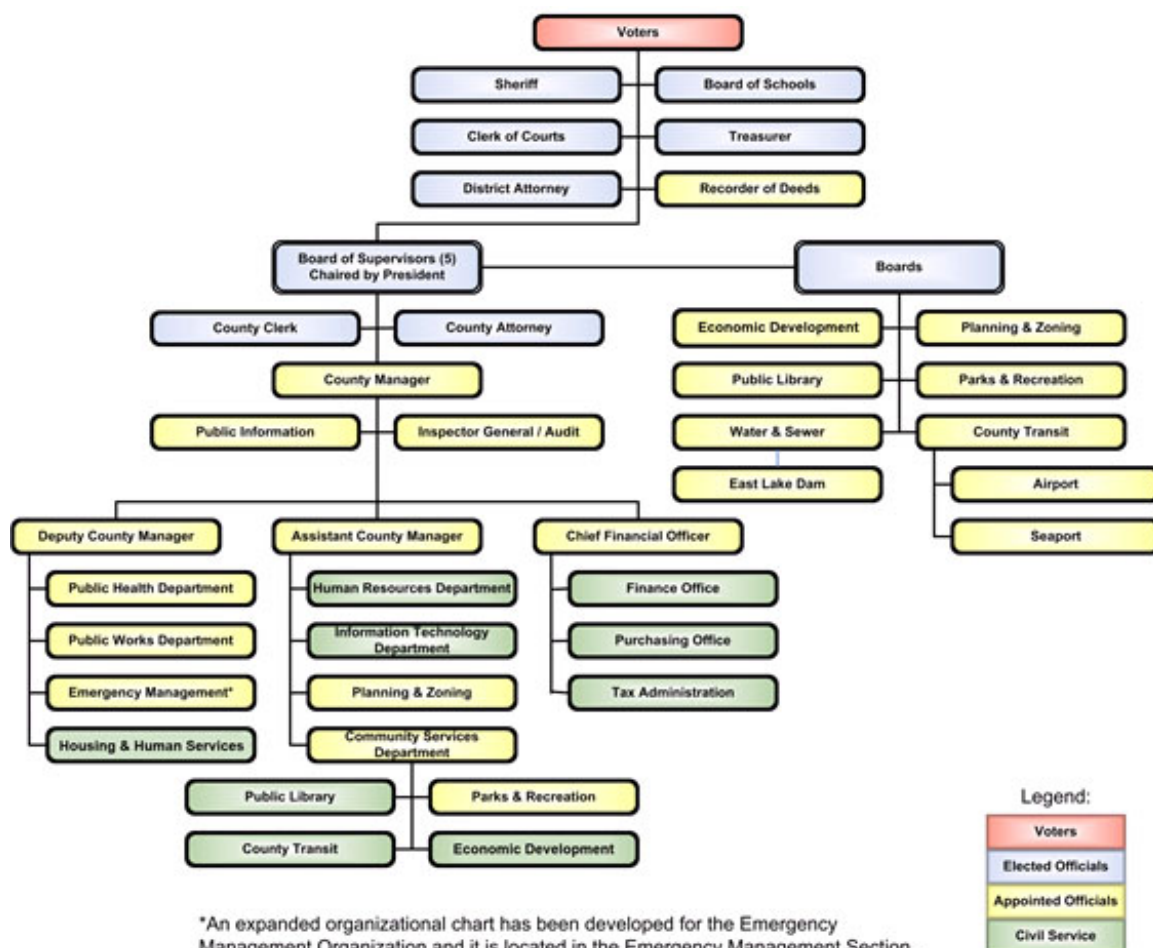 Voters
Sheriff
Board of Schools
Clerk of Courts
Treasurer
District Attorney
Recorder of Deeds
Board of Supervisors (5)
Chaired by President
Boards
County Clerk
County Attorney
Economic Development
Planning & Zoning
County Manager
Public Library
Parks & Recreation
Public Information
Inspector General / Audit
Water & Sewer
County Transit
East Lake Dam
Airport
Seaport
Deputy County Manager
Assistant County Manager
Chief Financial Officer
Public Health Department
Human Resources Department
Finance Office
Public Works Department
Information Technology
Department
Purchasing Office
Emergency Management*
Planning & Zoning
Tax Administration
Housing & Human Services
Community Services
Department
Public Library
Parks & Recreation
County Transit
Economic Development
Legend:
Voters
Elected Officials
Appointed Officials
Civil Service
*An expanded organizational chart has been developed for the Emergency
Management Organization and it is located in the Emergency Management Section